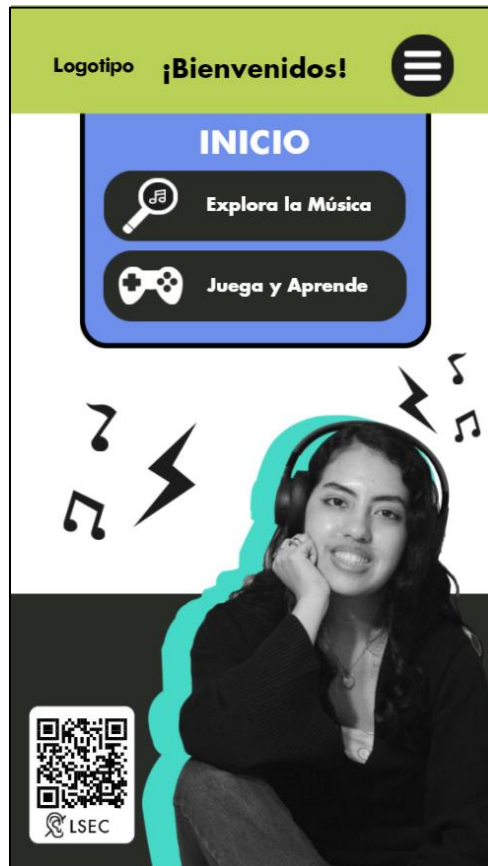 Logotipo ¡Bienvenidos!
INICIO
Explora la Música
Juega y Aprende
LSEC